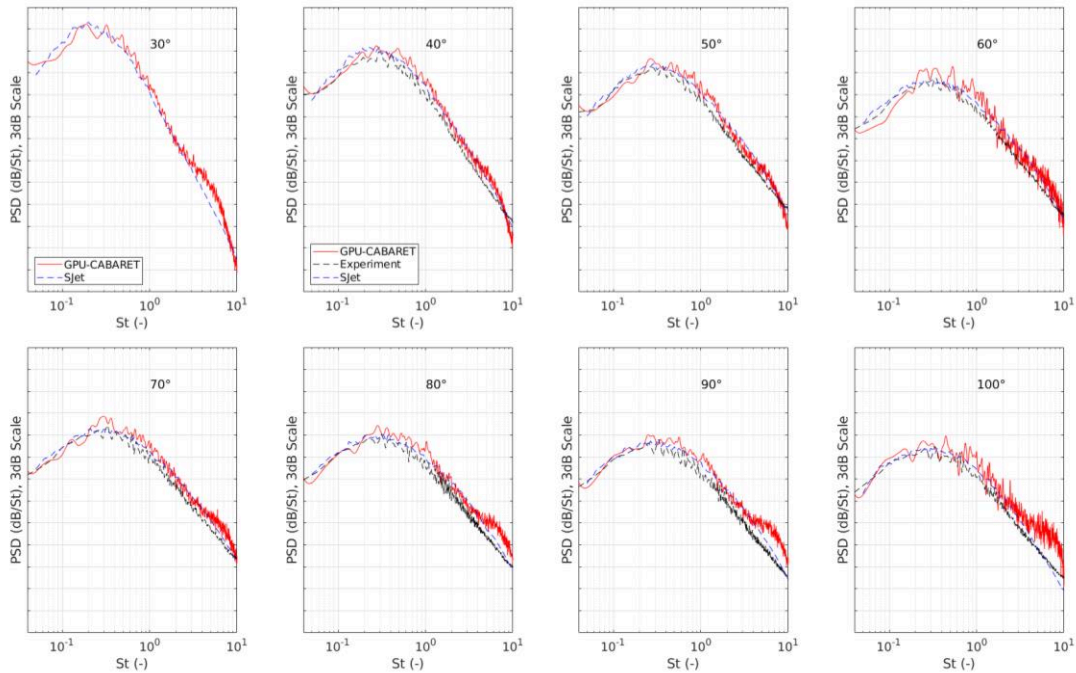 30°
PSD (dB/St), 3dB Scale
GPU-CABARET
SJet
10⁻¹ 10⁰ 10¹
St (-)
40°
PSD (dB/St), 3dB Scale
GPU-CABARET
Experiment
SJet
10⁻¹ 10⁰ 10¹
St (-)
50°
PSD (dB/St), 3dB Scale
10⁻¹ 10⁰ 10¹
St (-)
60°
PSD (dB/St), 3dB Scale
10⁻¹ 10⁰ 10¹
St (-)
70°
PSD (dB/St), 3dB Scale
10⁻¹ 10⁰ 10¹
St (-)
80°
PSD (dB/St), 3dB Scale
10⁻¹ 10⁰ 10¹
St (-)
90°
PSD (dB/St), 3dB Scale
10⁻¹ 10⁰ 10¹
St (-)
100°
PSD (dB/St), 3dB Scale
10⁻¹ 10⁰ 10¹
St (-)